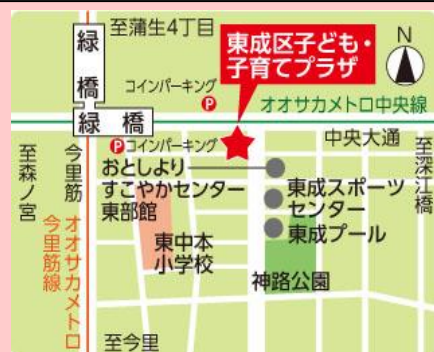 至蒲生4丁目
緑橋
緑橋
コインパーキング
P
東成区子ども・
子育てプラザ
N
オオサカメトロ中央線
中央大通
Pコインパーキング
至森ノ宮
今里筋
オオサカメトロ
今里筋線
おとしより
すこやかセンター
東部館
東成スポーツ
センター
東成プール
至深江橋
東中本
小学校
神路公園
至今里